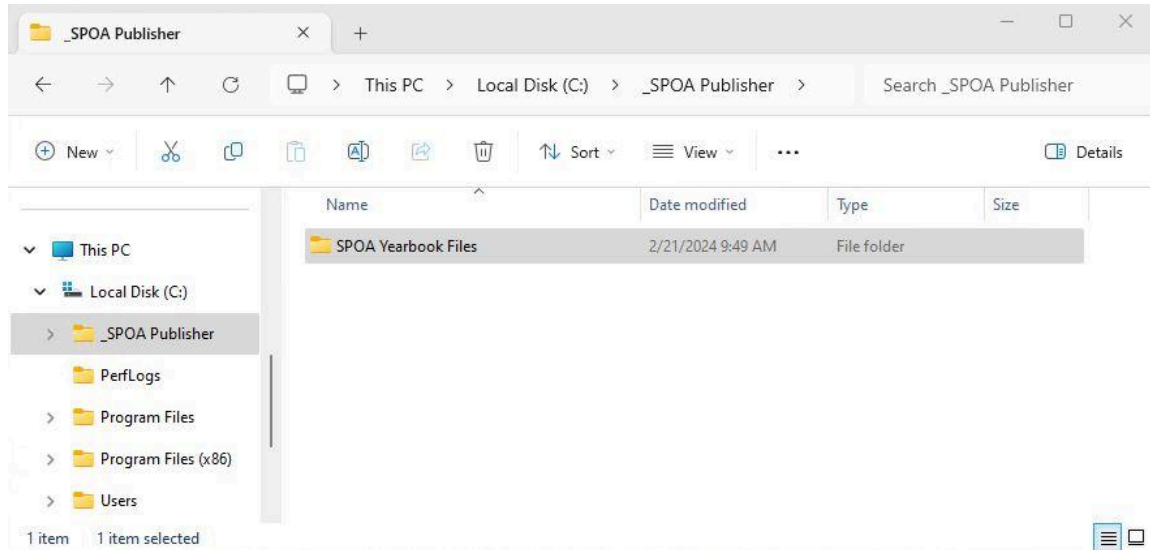 _SPOA Publisher
This PC > Local Disk (C:) > _SPOA Publisher >
Search _SPOA Publisher
New
Sort
View
...
Details
Name Date modified Type Size
SPOA Yearbook Files 2/21/2024 9:49 AM File folder
This PC
Local Disk (C:)
_SPOA Publisher
PerfLogs
Program Files
Program Files (x86)
Users
1 item 1 item selected